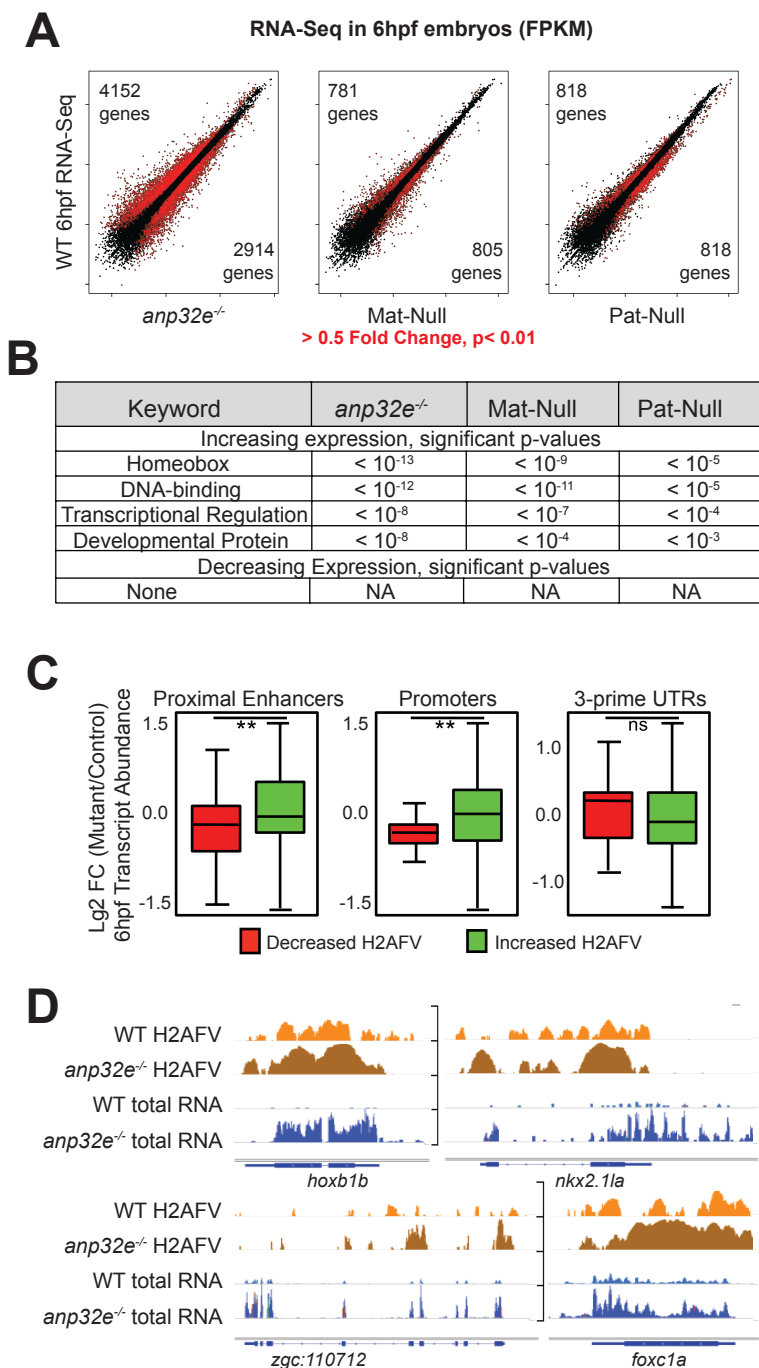 A
RNA-Seq in 6hpf embryos (FPKM)
WT 6hpf RNA-Seq
4152
genes
2914
genes
anp32e-/-
781
genes
805
genes
Mat-Null
818
genes
818
genes
Pat-Null
> 0.5 Fold Change, p< 0.01
B
Keyword anp32e-/- Mat-Null Pat-Null
Increasing expression, significant p-values
Homeobox < 10-13 < 10-9 < 10-5
DNA-binding < 10-12 < 10-11 < 10-5
Transcriptional Regulation < 10-8 < 10-7 < 10-4
Developmental Protein < 10-8 < 10-4 < 10-3
Decreasing Expression, significant p-values
None NA NA NA
C
Lg2 FC (Mutant/Control)
6hpf Transcript Abundance
Proximal Enhancers
1.5
0.0
-1.5
**
Promoters
1.5
0.0
-1.5
**
3-prime UTRs
1.0
0.0
-1.0
ns
Decreased H2AFV
Increased H2AFV
D
WT H2AFV
anp32e-/- H2AFV
WT total RNA
anp32e-/- total RNA
hoxb1b
nkx2.1la
WT H2AFV
anp32e-/- H2AFV
WT total RNA
anp32e-/- total RNA
zgc:110712
foxc1a